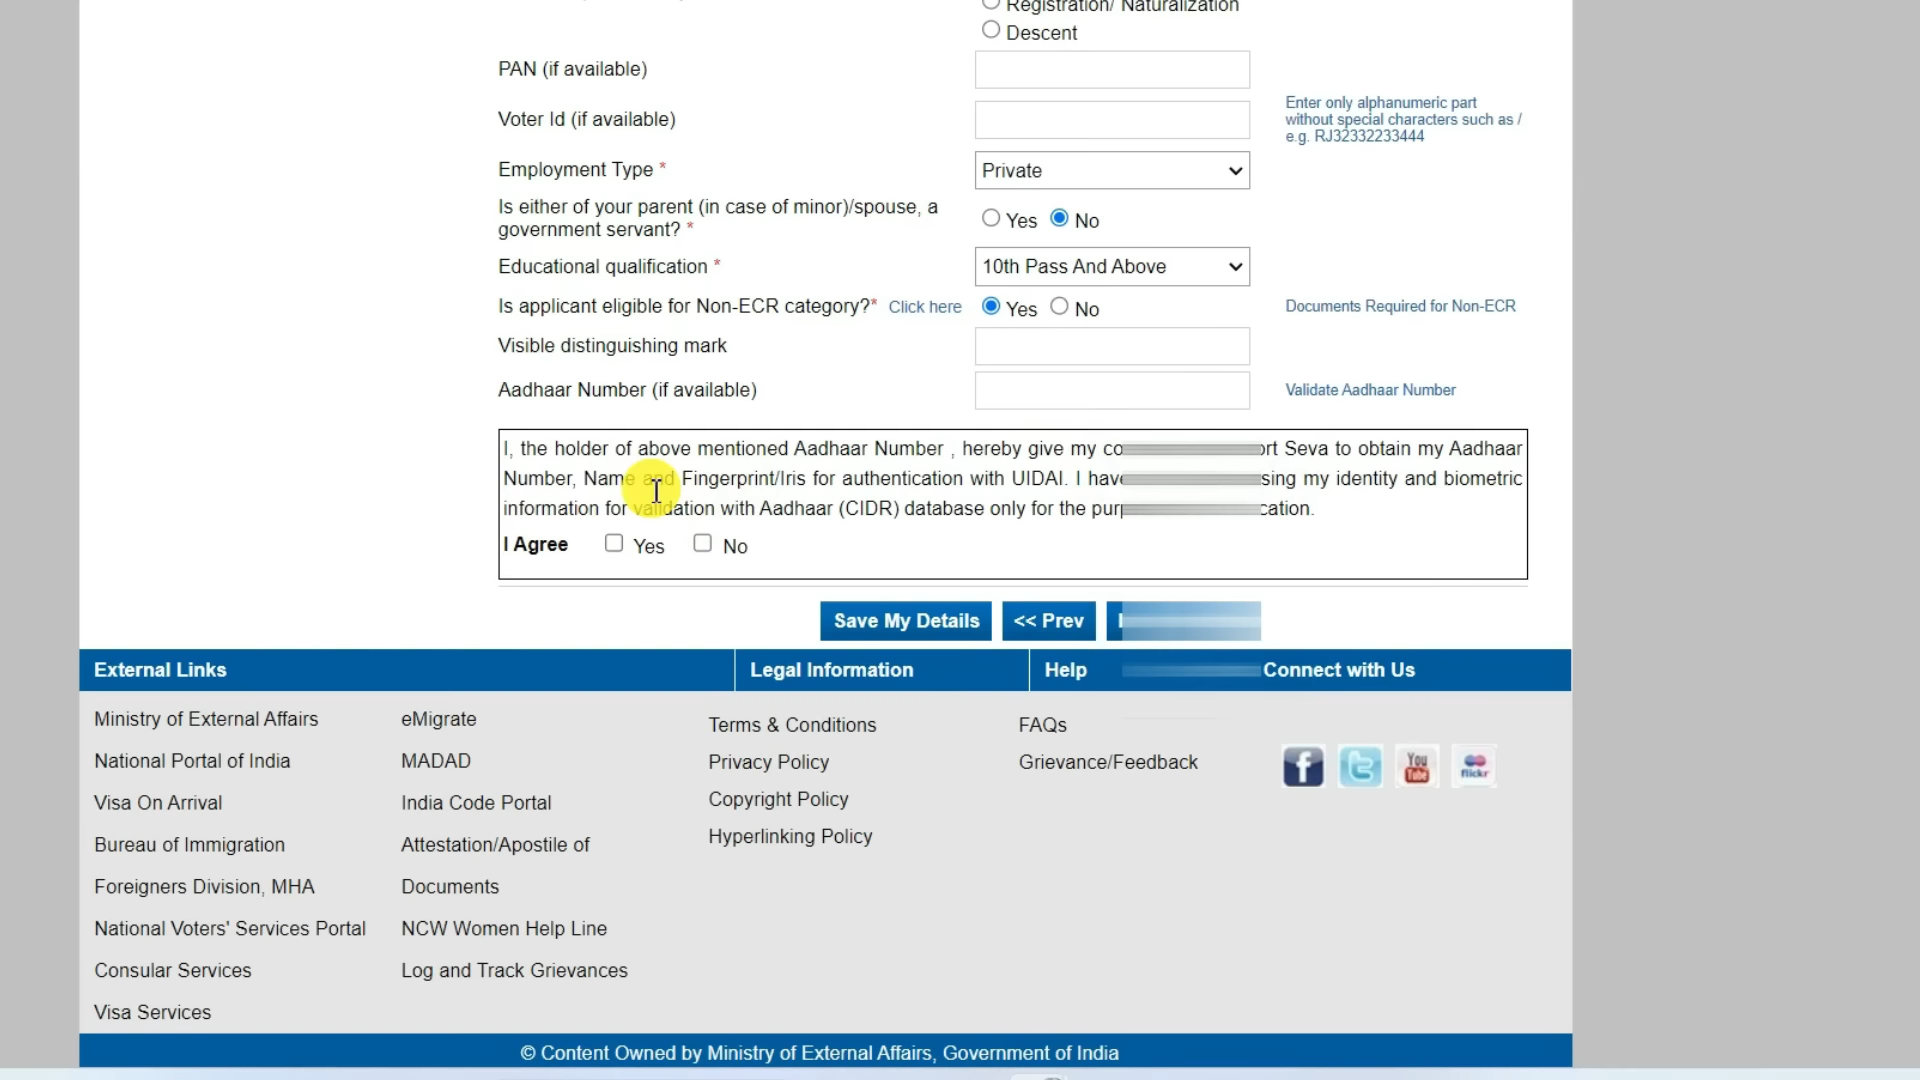 Registration/ Naturalization
Descent
PAN (if available)
Voter Id (if available)
Enter only alphanumeric part
without special characters such as /
e.g. RJ32332233444
Employment Type *
Private
Is either of your parent (in case of minor)/spouse, a
government servant? *
Yes No
Educational qualification *
10th Pass And Above
Is applicant eligible for Non-ECR category?* Click here
Yes No
Documents Required for Non-ECR
Visible distinguishing mark
Aadhaar Number (if available)
Validate Aadhaar Number
I, the holder of above mentioned Aadhaar Number , hereby give my Seva to obtain my Aadhaar
Number, Name and Fingerprint/Iris for authentication with UIDAI. I my identity and biometric
information for validation with Aadhaar (CIDR) database only for the
I Agree Yes No
Save My Details << Prev
External Links Legal Information Help Connect with Us
Ministry of External Affairs
National Portal of India
Visa On Arrival
Bureau of Immigration
Foreigners Division, MHA
National Voters' Services Portal
Consular Services
Visa Services
eMigrate
MADAD
India Code Portal
Attestation/Apostile of
Documents
NCW Women Help Line
Log and Track Grievances
Terms & Conditions
Privacy Policy
Copyright Policy
Hyperlinking Policy
FAQs
Grievance/Feedback
f
t
You
Tube
flickr
© Content Owned by Ministry of External Affairs, Government of India